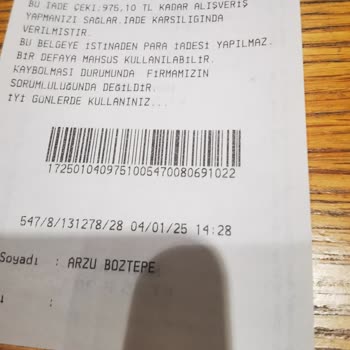 BU İADE ÇEKİ:975,10 TL KADAR ALIŞVERİŞ
YAPMANIZI SAĞLAR.İADE KARSILIGINDA
VERİLMİSTİR.
BU BELGEYE İSTİNADEN PARA İADESİ YAPILMAZ.
BİR DEFAYA MAHSUS KULLANILABİLİR.
KAYBOLMASI DURUMUNDA FİRMAMIZIN
SORUMLULUĞUNDA DEĞİLDİR.
İYİ GÜNLERDE KULLANINIZ...
1725010409751005470080691022
547/8/131278/28 04/01/25 14:28
Soyadı : ARZU BOZTEPE
: